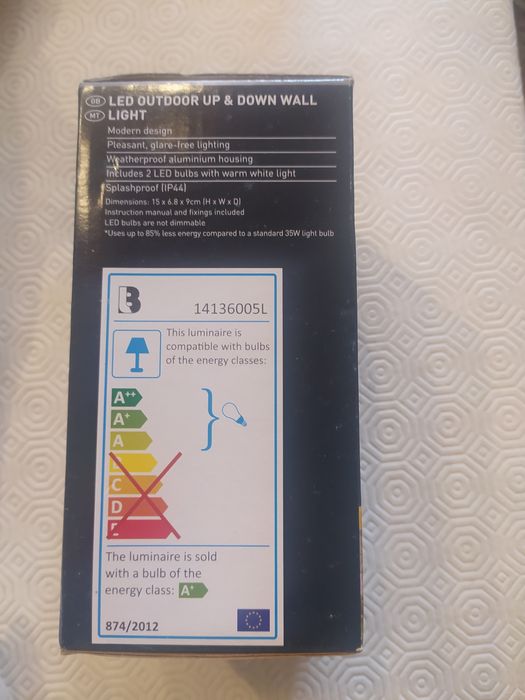 GB LED OUTDOOR UP & DOWN WALL
MT LIGHT
Modern design
Pleasant, glare-free lighting
Weatherproof aluminium housing
Includes 2 LED bulbs with warm white light
Splashproof (IP44)
Dimensions: 15 x 6.8 x 9cm (H x W x D)
Instruction manual and fixings included
LED bulbs are not dimmable
*Uses up to 85% less energy compared to a standard 35W light bulb
B
14136005L
This luminaire is
compatible with bulbs
of the energy classes:
A++
A+
A
B
C
D
E
The luminaire is sold
with a bulb of the
energy class: A+
874/2012